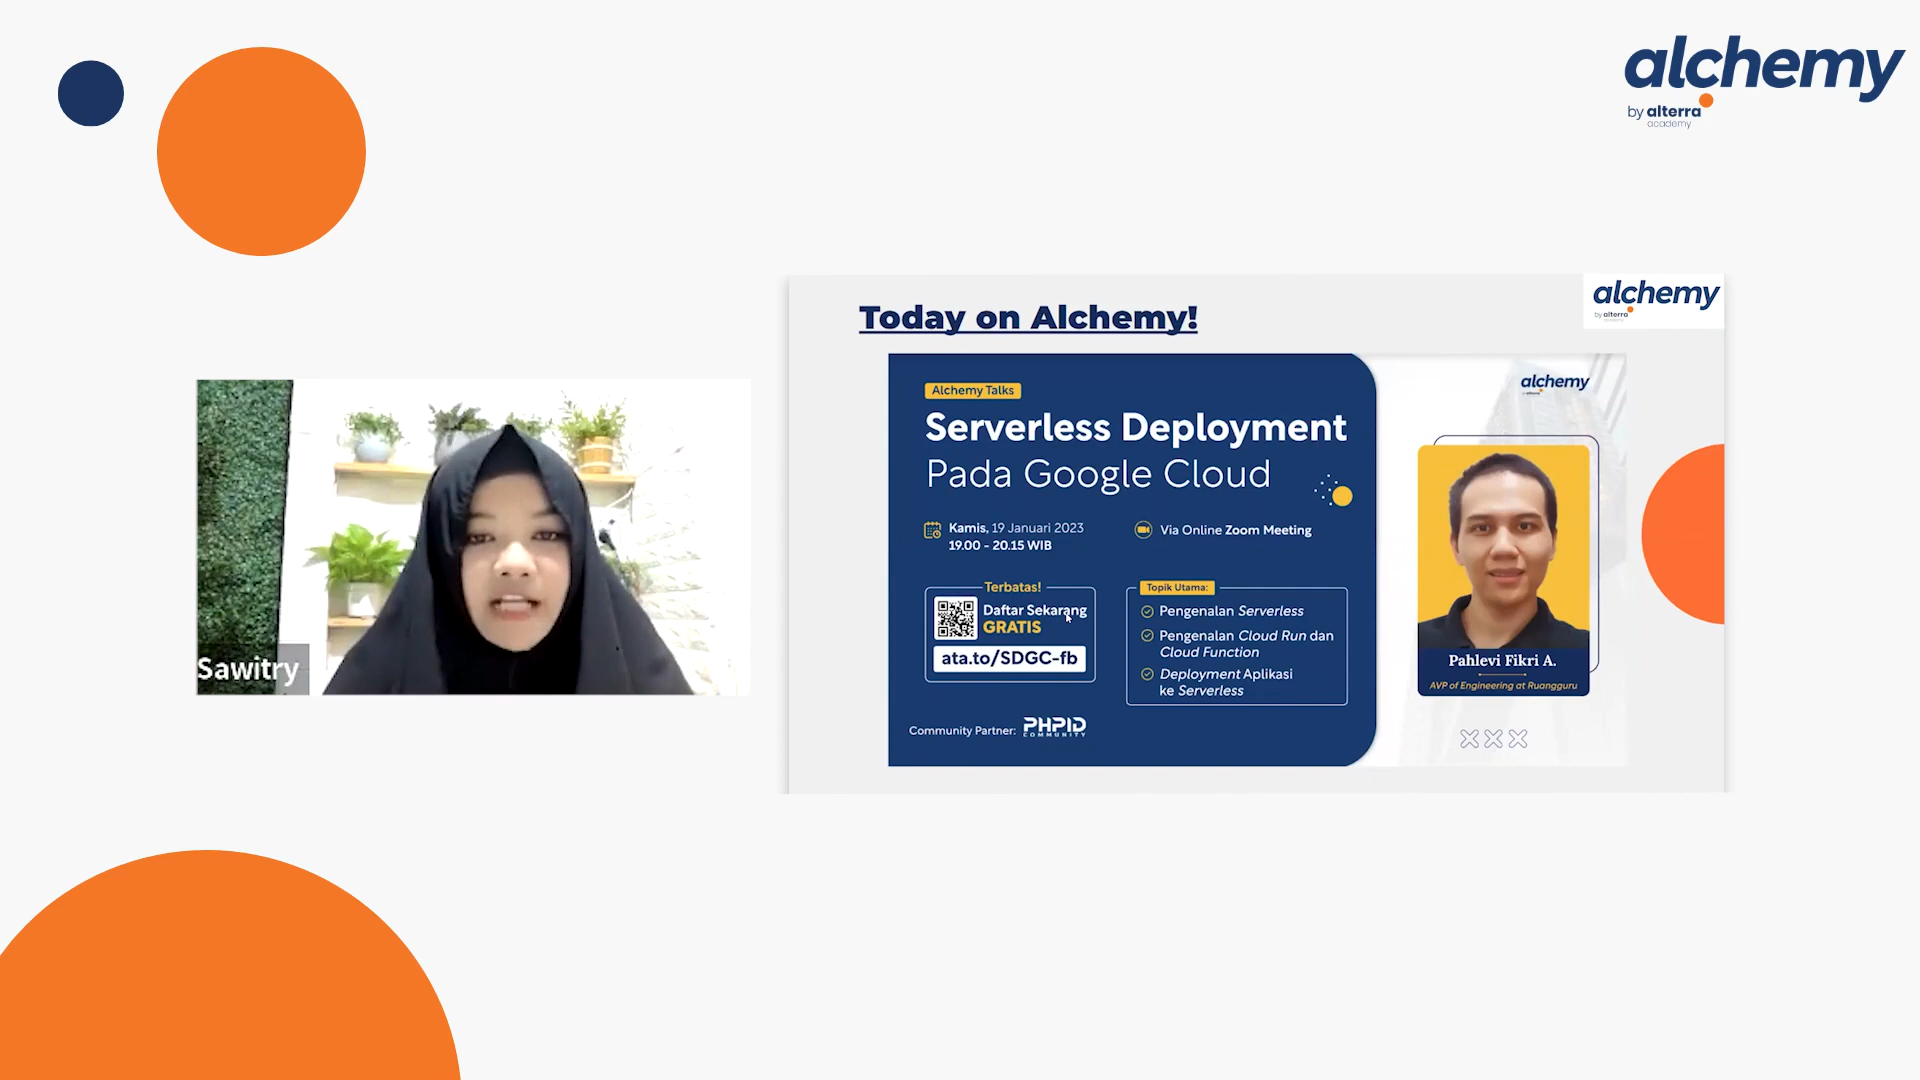 alchemy
by alterra
academy
Sawitry
Today on Alchemy!
alchemy
by alterra
Alchemy Talks
Serverless Deployment
Pada Google Cloud
Kamis, 19 Januari 2023
19.00 - 20.15 WIB
Via Online Zoom Meeting
Terbatas!
Daftar Sekarang
GRATIS
ata.to/SDGC-fb
Topik Utama:
Pengenalan Serverless
Pengenalan Cloud Run dan
Cloud Function
Deployment Aplikasi
ke Serverless
Community Partner: PHPID
COMMUNITY
alchemy
Pahlevi Fikri A.
AVP of Engineering at Ruangguru